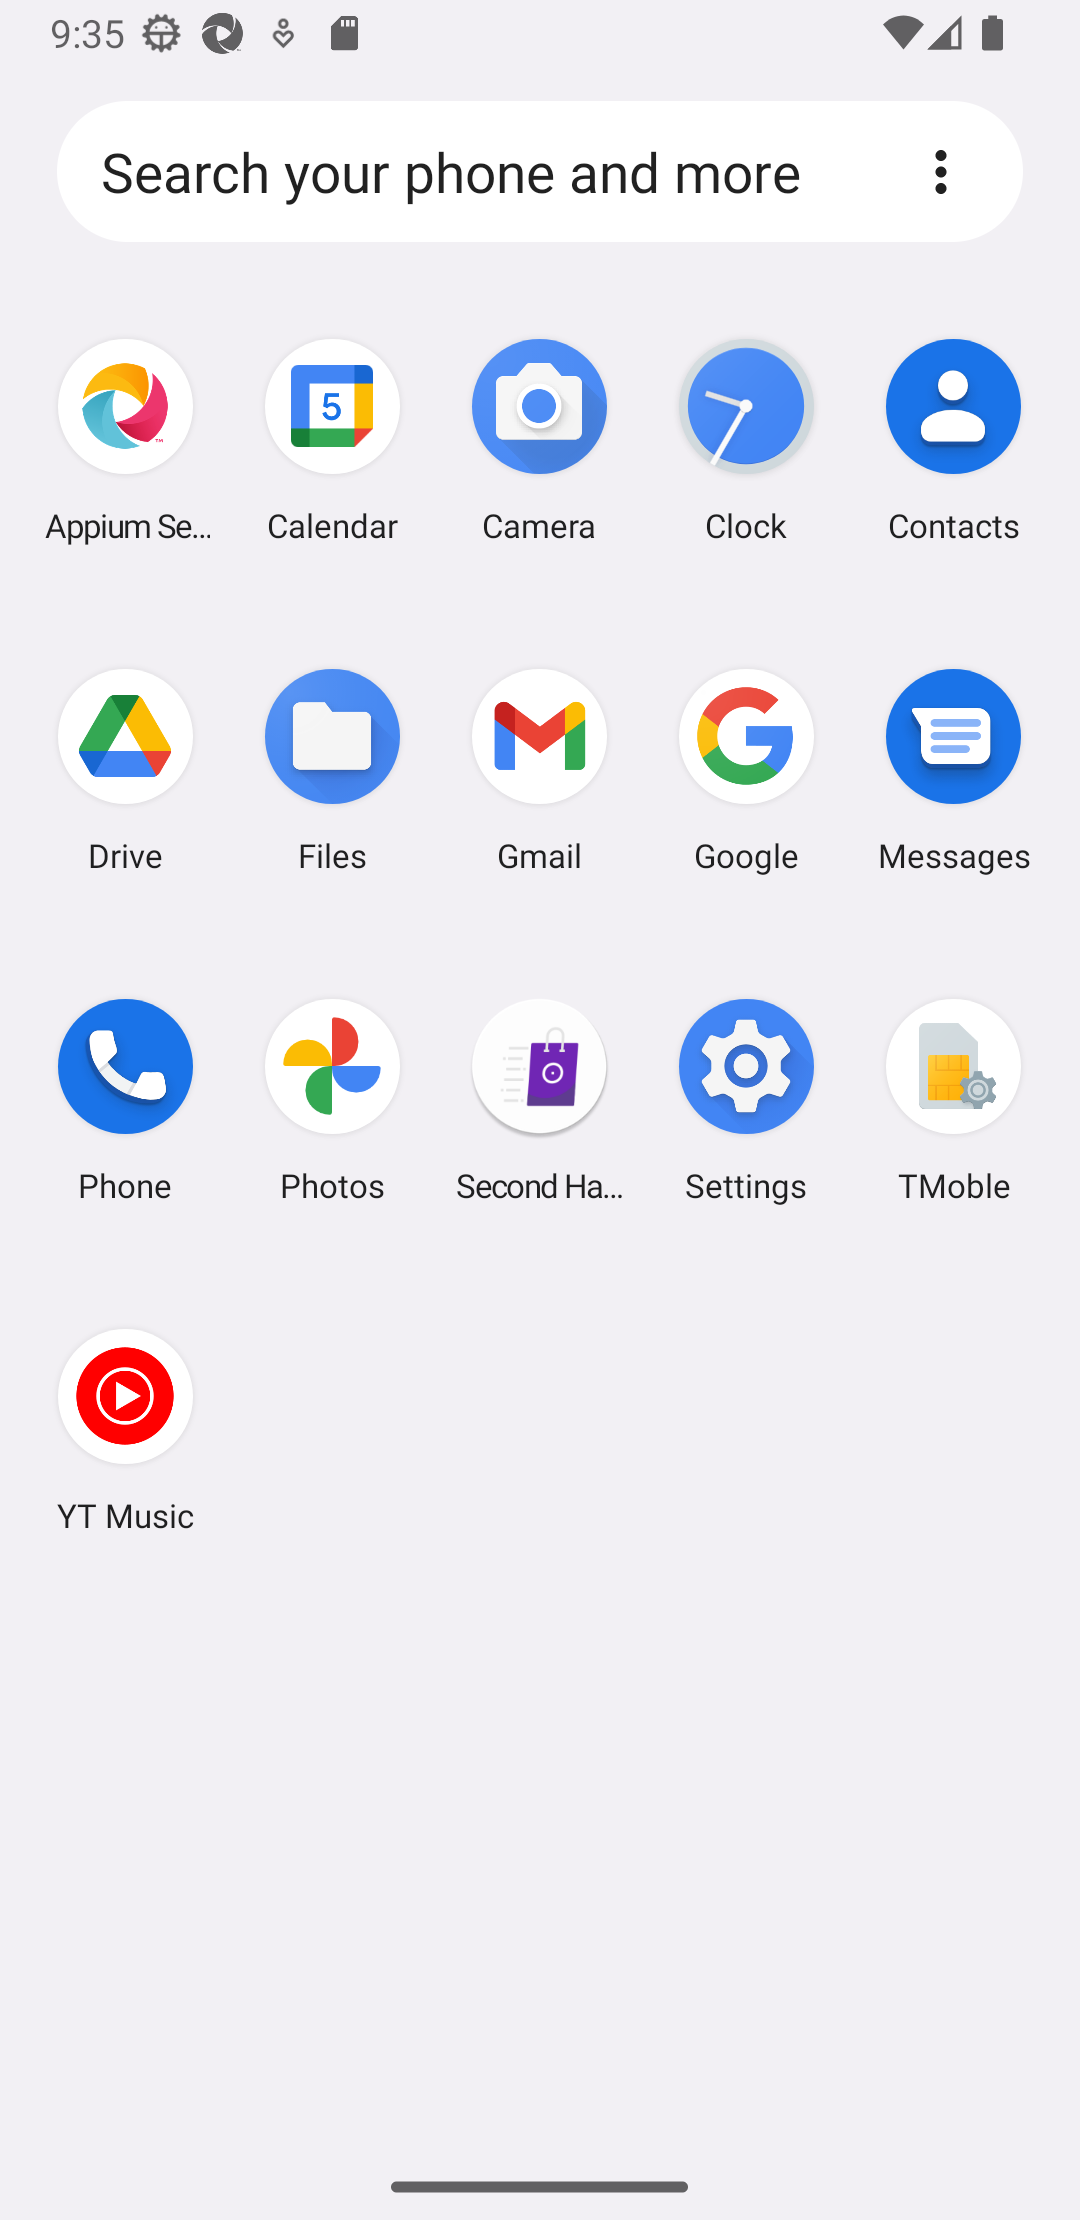 9:35
Search your phone and more
Appium Se... Calendar Camera Clock Contacts
Drive Files Gmail Google Messages
Phone Photos Second Ha... Settings TMoble
YT Music